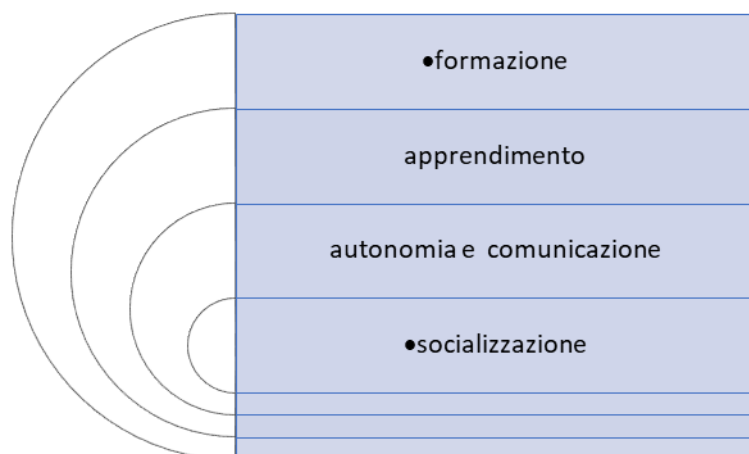 •formazione
apprendimento
autonomia e comunicazione
•socializzazione